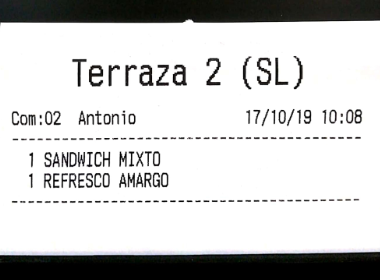 Terraza 2 (SL)
Com:02 Antonio 17/10/19 10:08
1 SANDWICH MIXTO
1 REFRESCO AMARGO